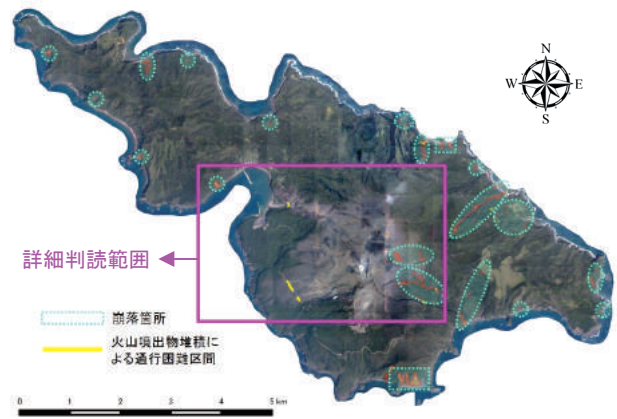 N
W E
S
詳細判読範囲
崩落箇所
火山噴出物堆積に
よる通行困難区間
0 1 2 3 4 5 km